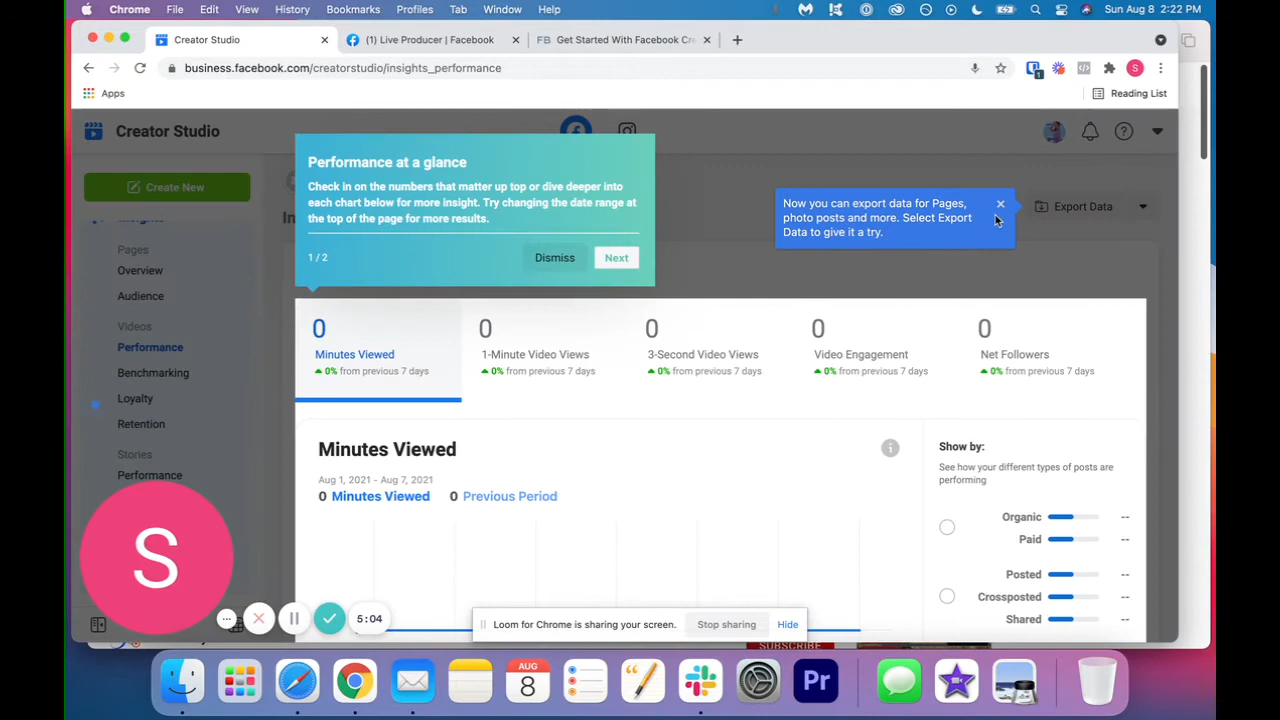 Chrome File Edit View History Bookmarks Profiles Tab Window Help Sun Aug 8 2:22 PM
Creator Studio (1) Live Producer | Facebook FB Get Started With Facebook Cre
business.facebook.com/creatorstudio/insights_performance 1 S
Apps Reading List
Creator Studio
Create New
Pages
Overview
Audience
Videos
Performance
Benchmarking
Loyalty
Retention
Stories
Performance
Performance at a glance
Check in on the numbers that matter up top or dive deeper into
each chart below for more insight. Try changing the date range at
the top of the page for more results.
1 / 2 Dismiss Next
Now you can export data for Pages,
photo posts and more. Select Export
Data to give it a try.
Export Data
0 0 0 0 0
Minutes Viewed 1-Minute Video Views 3-Second Video Views Video Engagement Net Followers
0% from previous 7 days 0% from previous 7 days 0% from previous 7 days 0% from previous 7 days 0% from previous 7 days
Minutes Viewed
Aug 1, 2021 - Aug 7, 2021
0 Minutes Viewed 0 Previous Period
Show by:
See how your different types of posts are
performing
Organic --
Paid --
Posted --
Crossposted --
Shared --
S
5:04
Loom for Chrome is sharing your screen. Stop sharing Hide
SUBSCRIBE
AUG
8
Pr